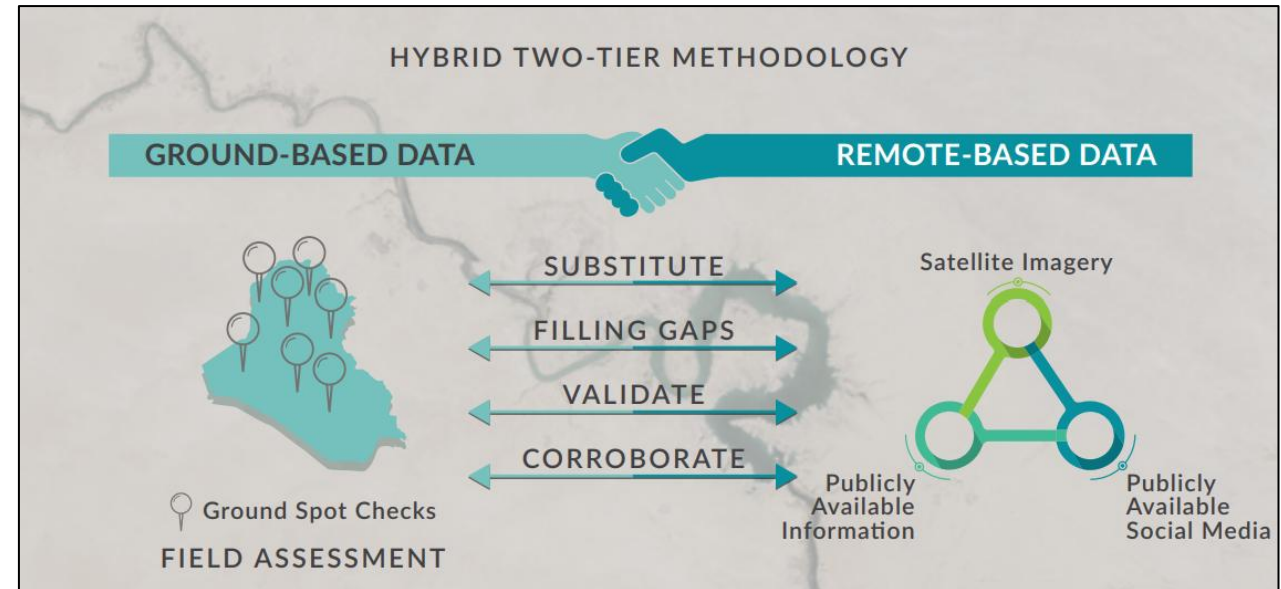 HYBRID TWO-TIER METHODOLOGY
GROUND-BASED DATA
REMOTE-BASED DATA
SUBSTITUTE
FILLING GAPS
VALIDATE
CORROBORATE
Ground Spot Checks
FIELD ASSESSMENT
Satellite Imagery
Publicly
Available
Information
Publicly
Available
Social Media